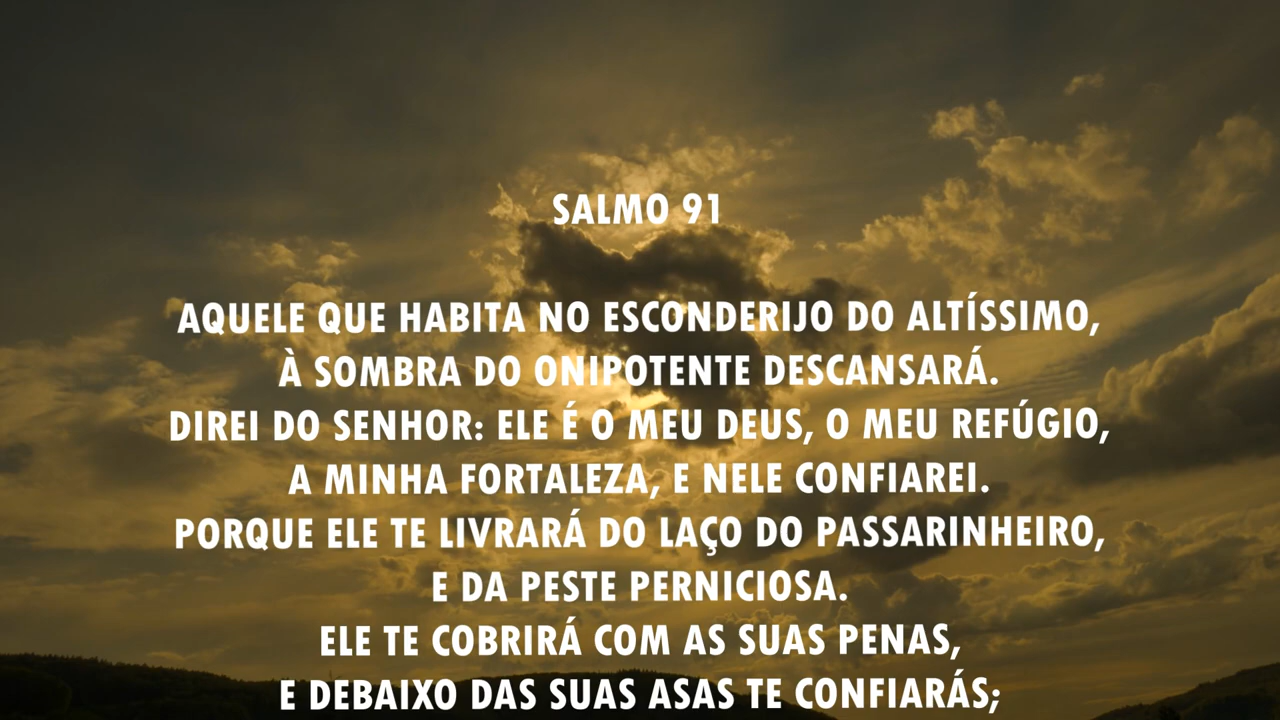 SALMO 91
AQUELE QUE HABITA NO ESCONDERIJO DO ALTÍSSIMO,
À SOMBRA DO ONIPOTENTE DESCANSARÁ.
DIREI DO SENHOR: ELE É O MEU DEUS, O MEU REFÚGIO,
A MINHA FORTALEZA, E NELE CONFIAREI.
PORQUE ELE TE LIVRARÁ DO LAÇO DO PASSARINHEIRO,
E DA PESTE PERNICIOSA.
ELE TE COBRIRÁ COM AS SUAS PENAS,
E DEBAIXO DAS SUAS ASAS TE CONFIARÁS;